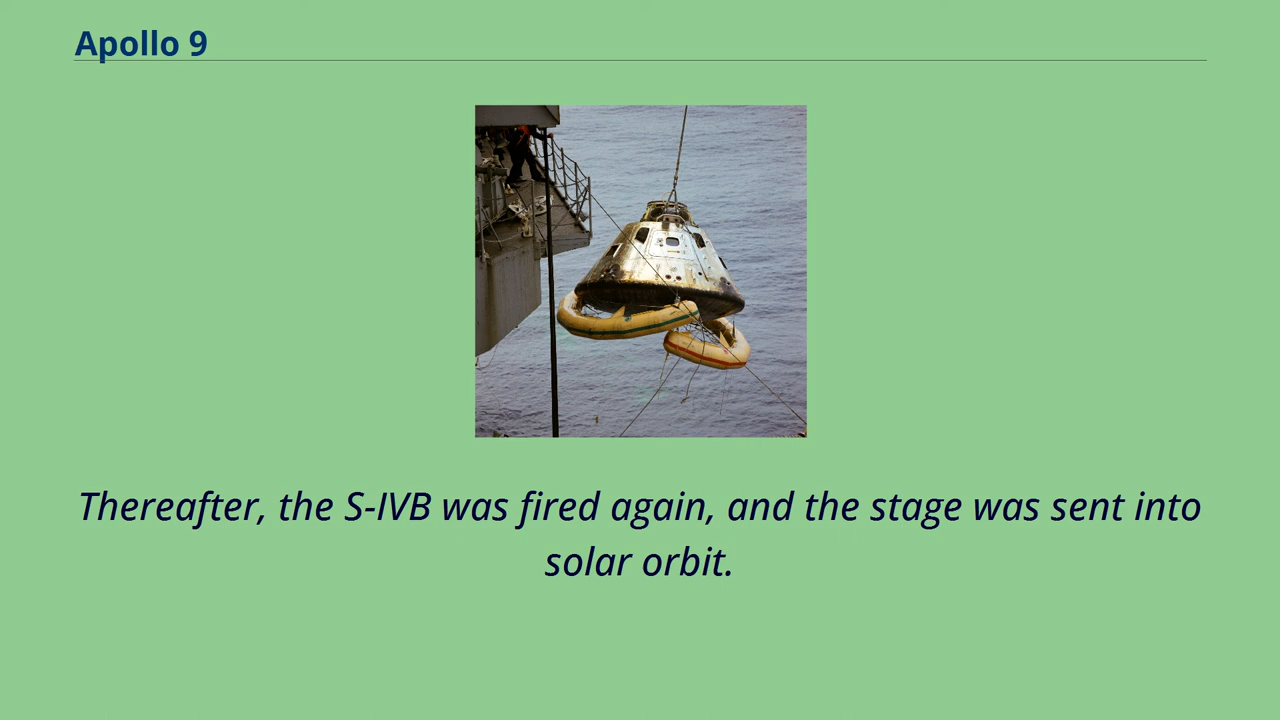 Apollo 9
Thereafter, the S-IVB was fired again, and the stage was sent into
solar orbit.